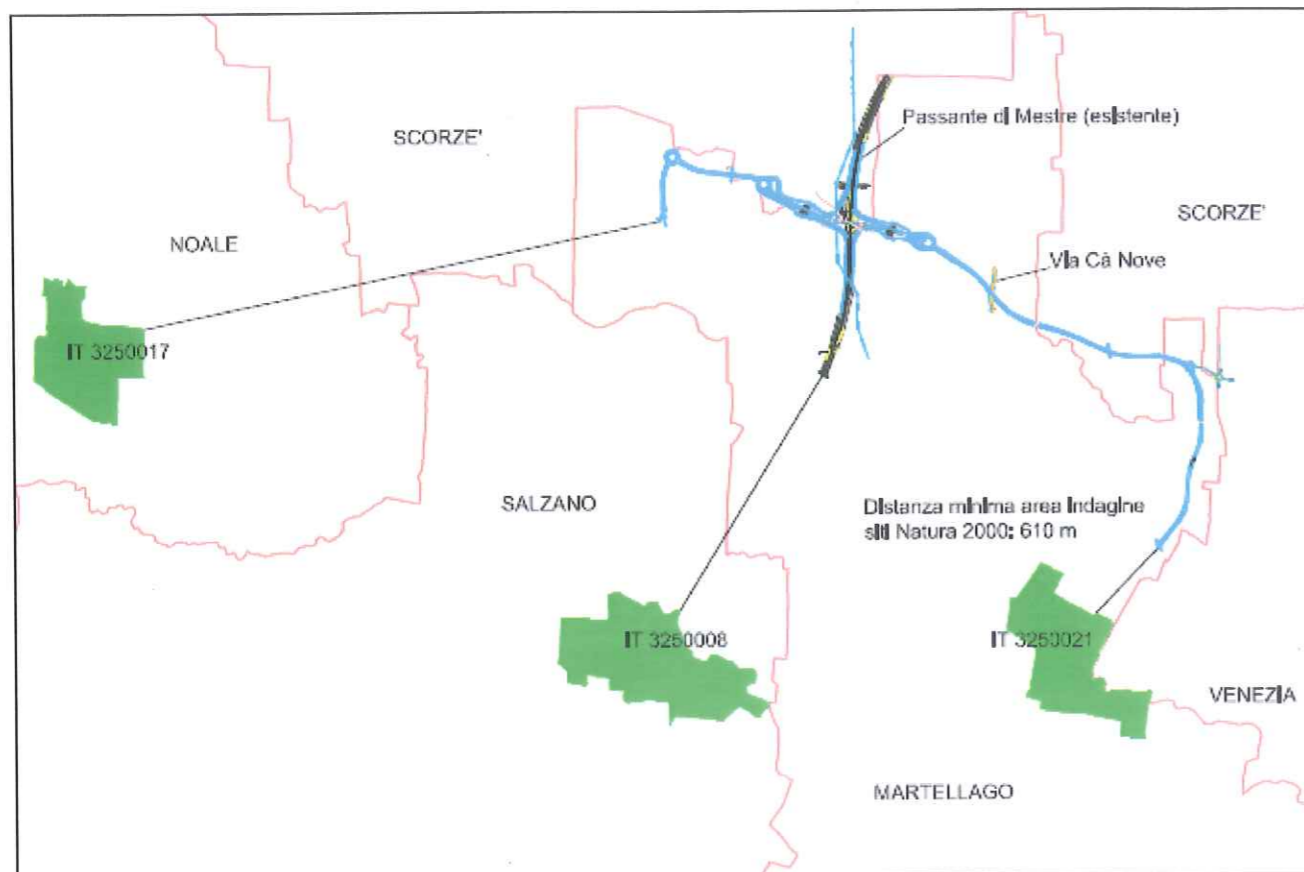 Passante di Mestre (esistente)
SCORZE'
SCORZE'
NOALE
Via Cà Nove
IT 3250017
SALZANO
Distanza minima area indagine
siti Natura 2000: 610 m
IT 3250008
IT 3250021
VENEZIA
MARTELLAGO